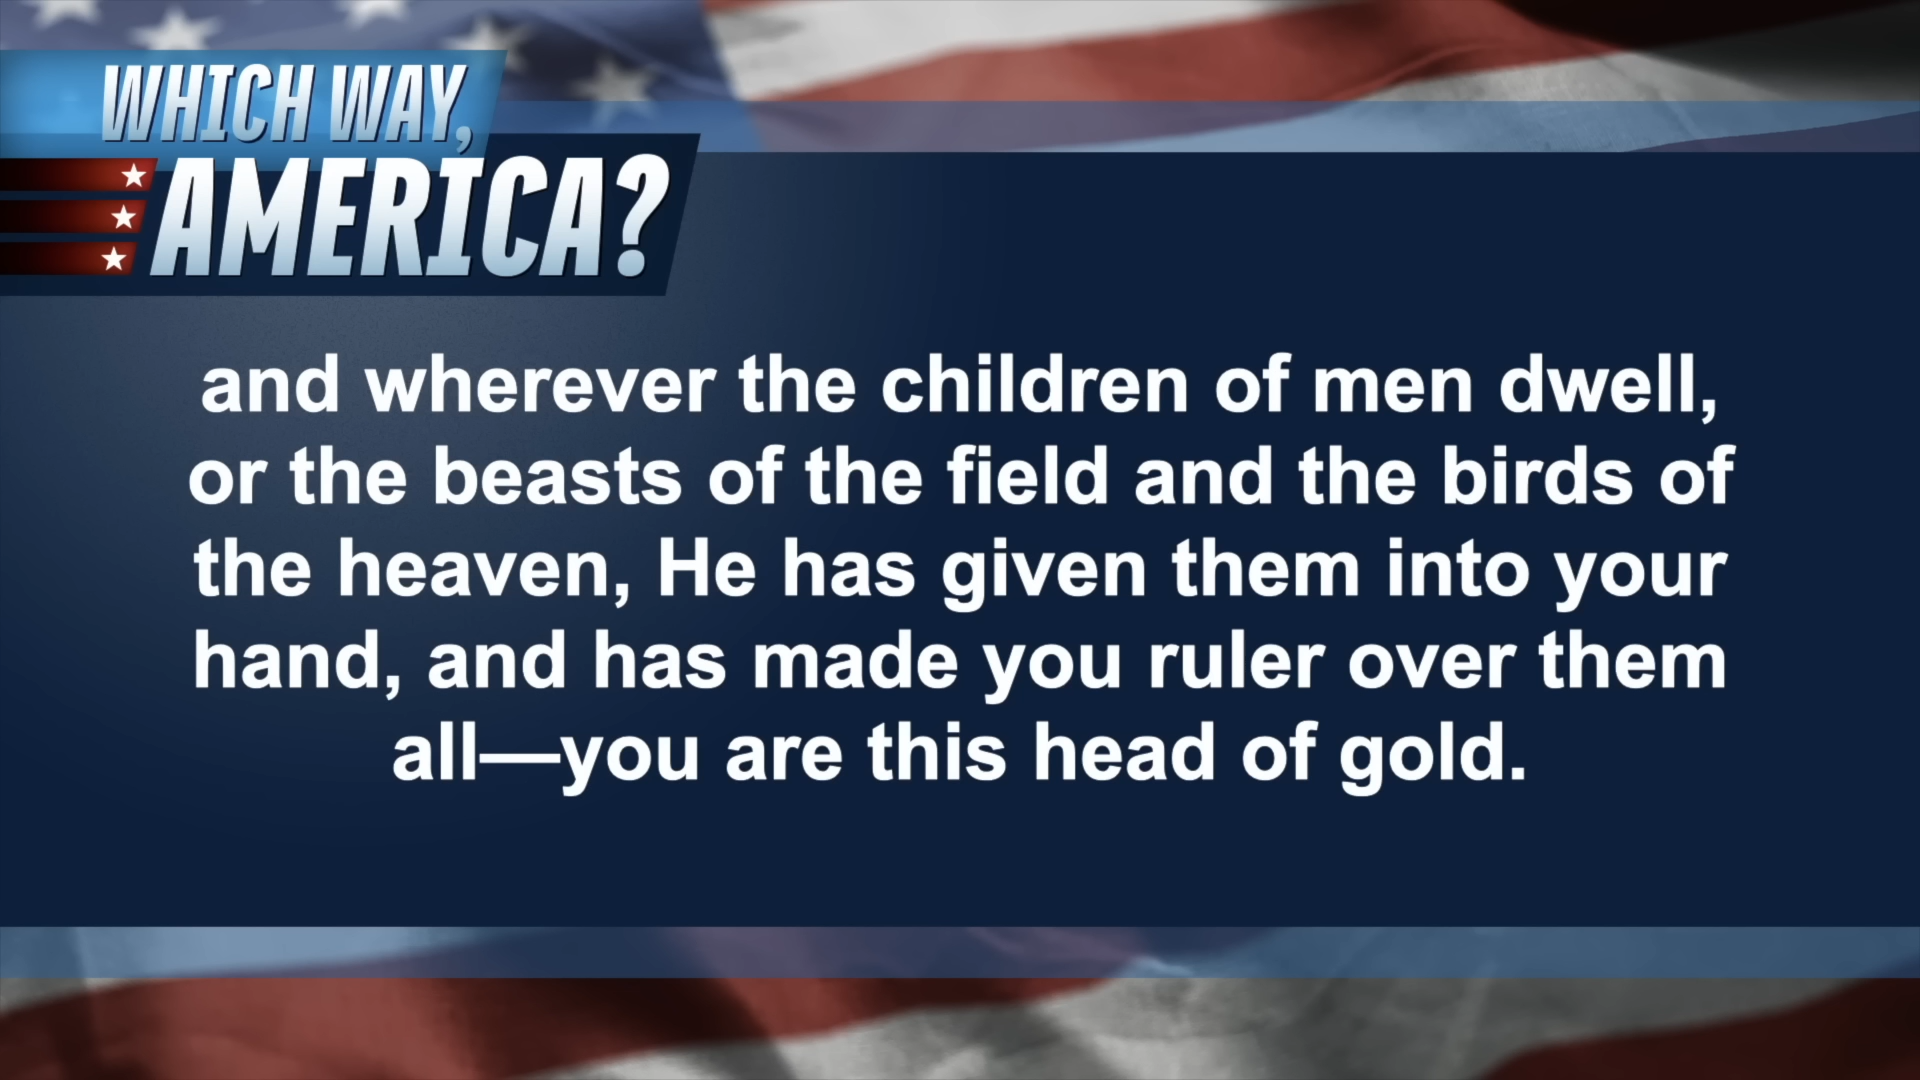 WHICH WAY,
AMERICA?
and wherever the children of men dwell,
or the beasts of the field and the birds of
the heaven, He has given them into your
hand, and has made you ruler over them
all—you are this head of gold.